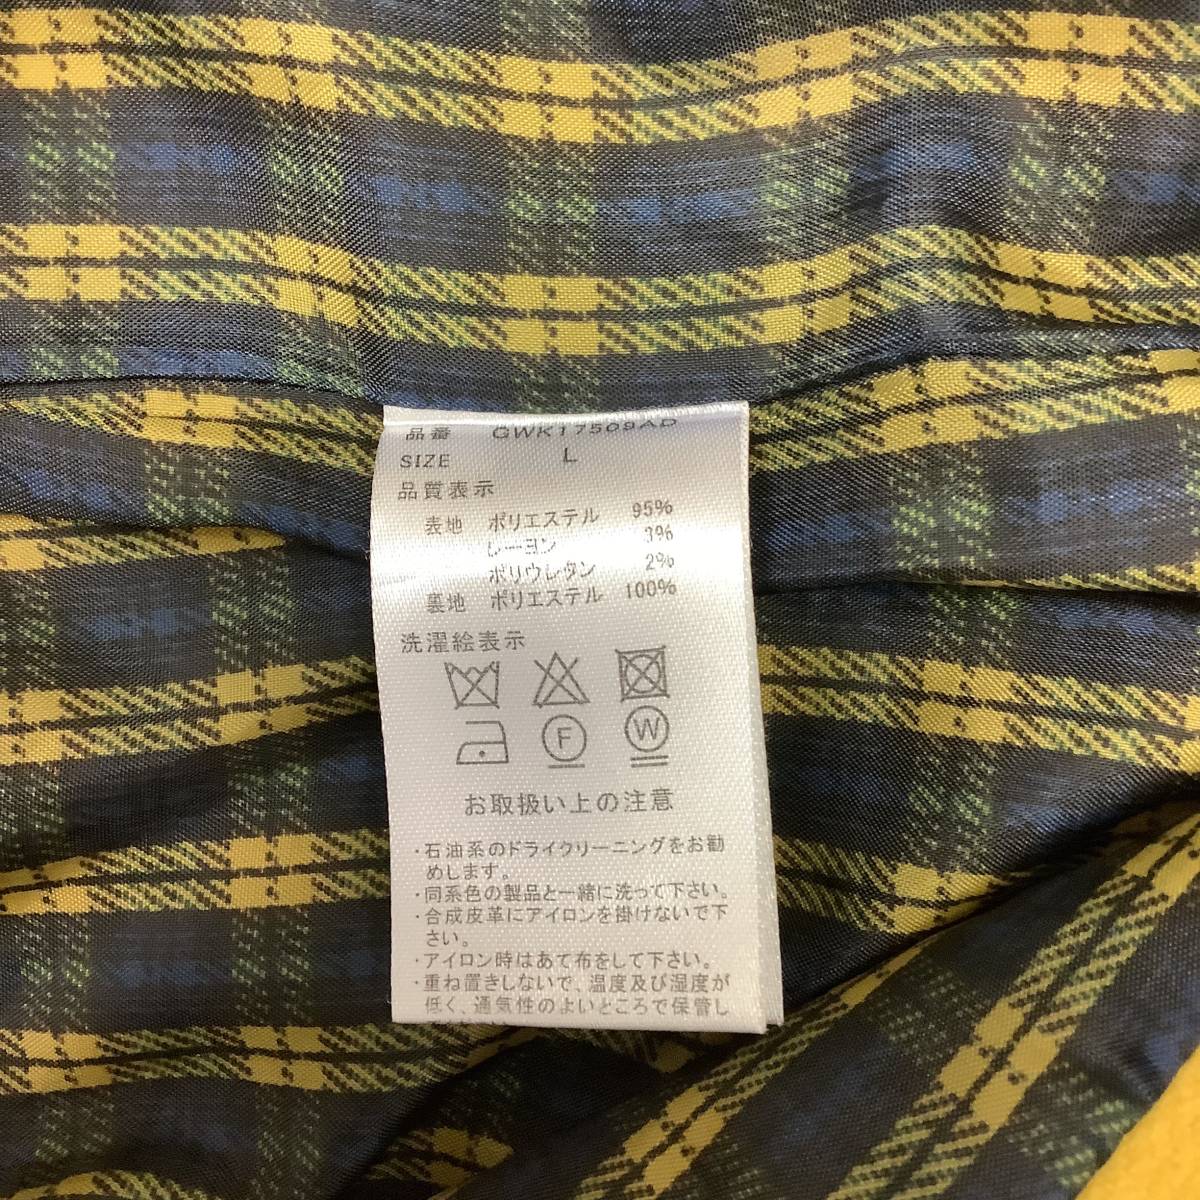 品番 GWK17509AD
SIZE L
品質表示
表地 ポリエステル 95%
レーヨン 3%
ポリウレタン 2%
裏地 ポリエステル 100%
洗濯絵表示
F W
お取扱い上の注意
・石油系のドライクリーニングをお勧
めします。
・同系色の製品と一緒に洗って下さい。
・合成皮革にアイロンを掛けないで下
さい。
・アイロン時はあて布をして下さい。
・重ね置きしないで、温度及び湿度が
低く、通気性のよいところで保管し